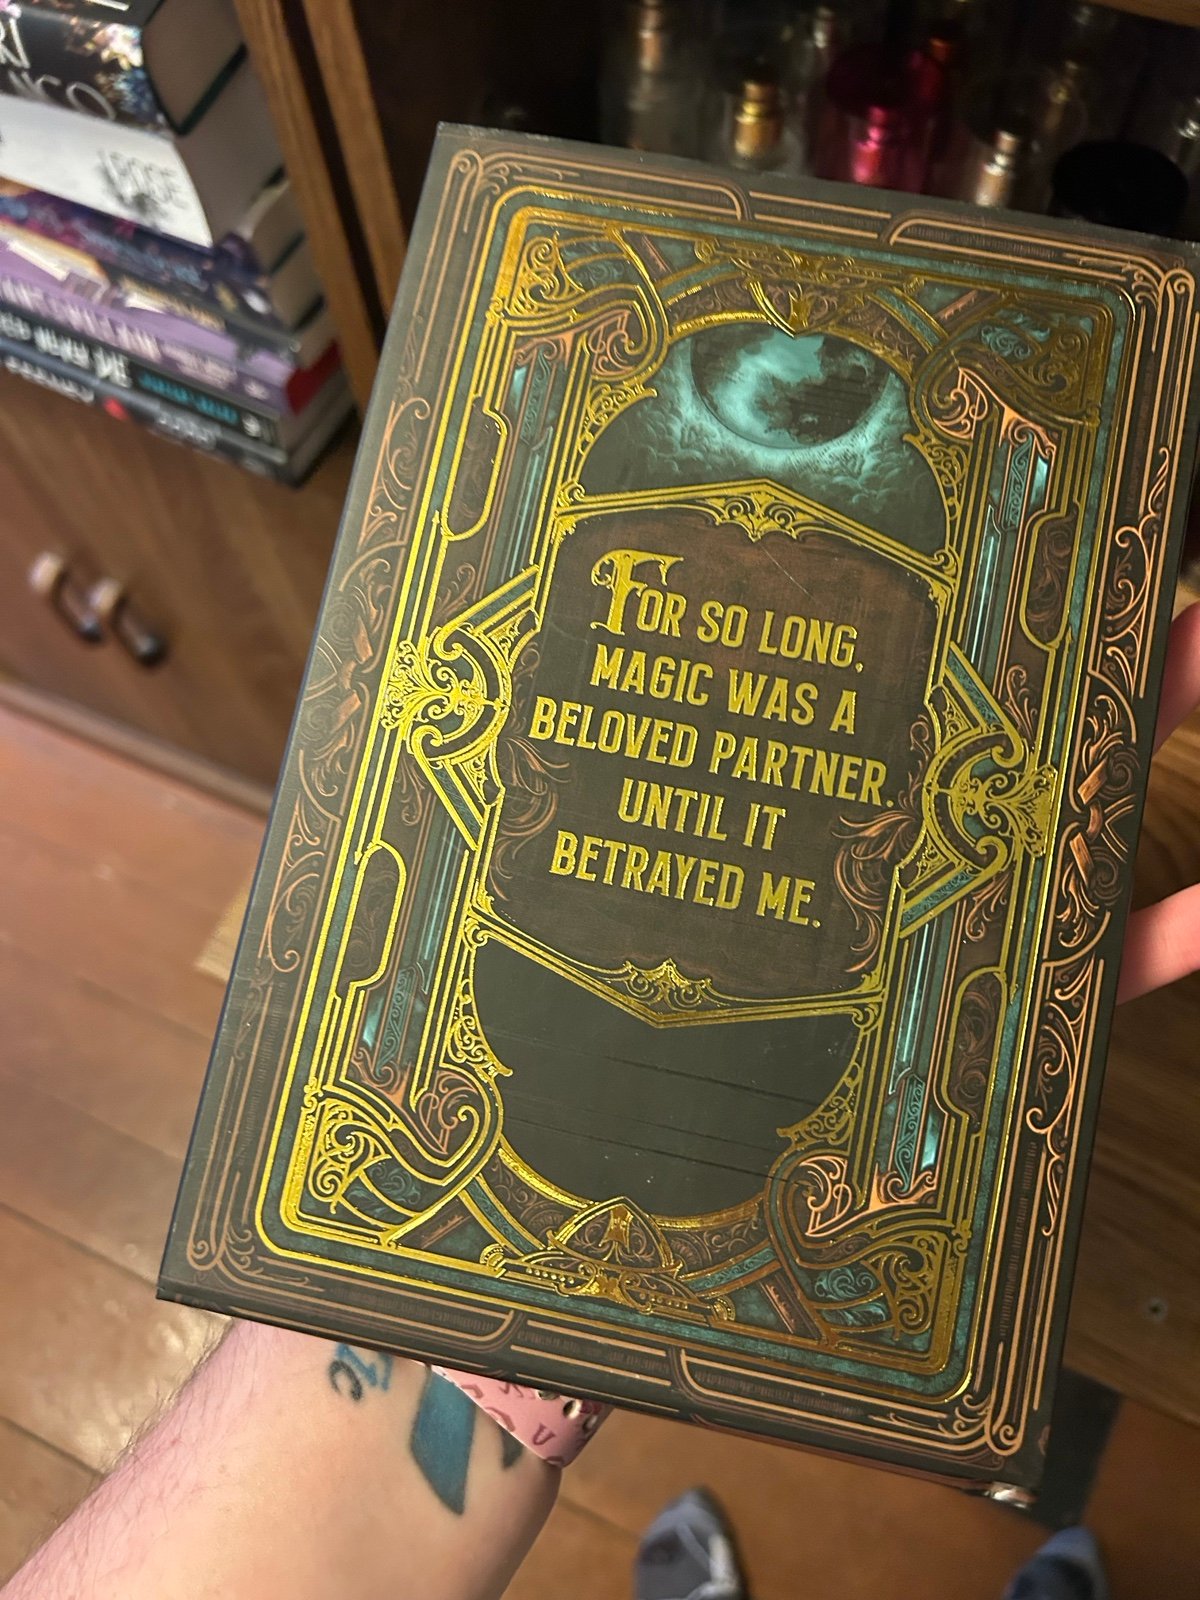 FOR SO LONG,
MAGIC WAS A
BELOVED PARTNER.
UNTIL IT
BETRAYED ME.